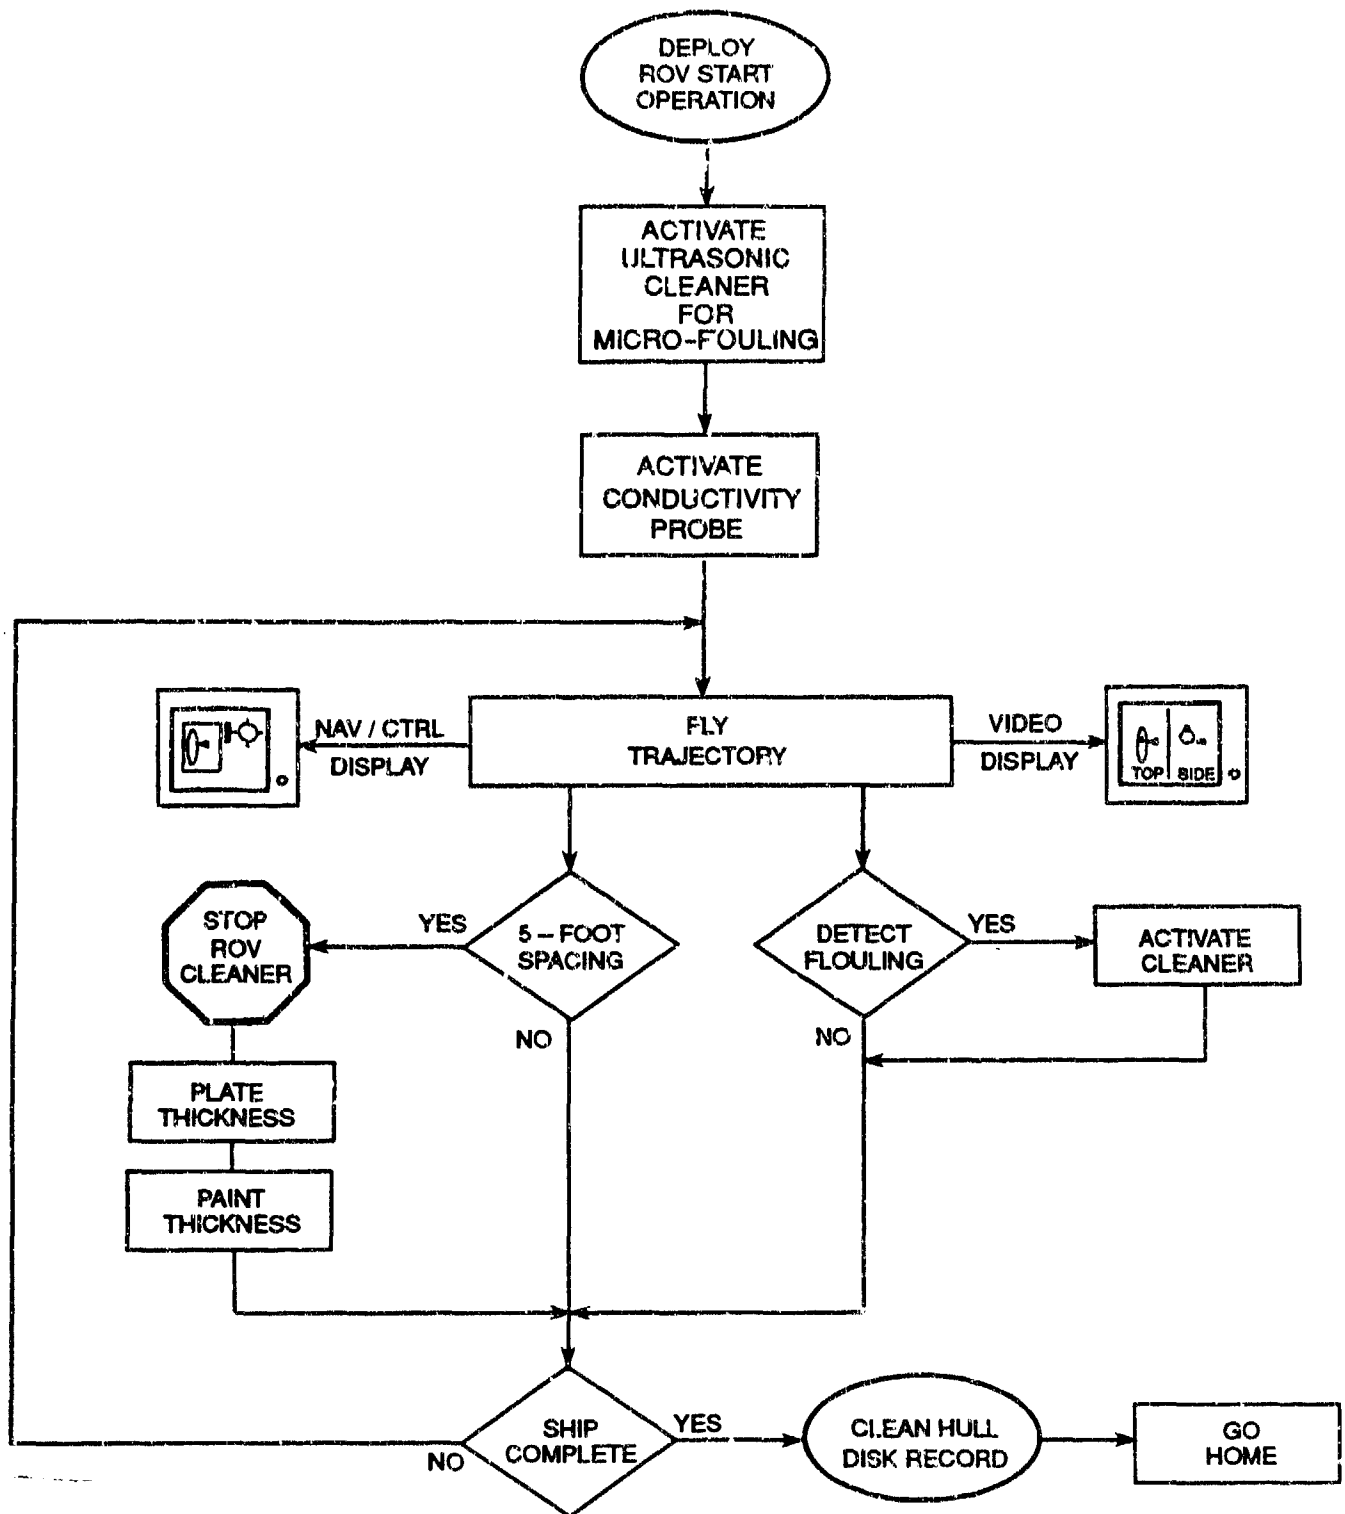 DEPLOY
ROV START
OPERATION
ACTIVATE
ULTRASONIC
CLEANER
FOR
MICRO-FOULING
ACTIVATE
CONDUCTIVITY
PROBE
NAV / CTRL
DISPLAY
FLY
TRAJECTORY
VIDEO
DISPLAY
TOP SIDE
STOP
ROV
CLEANER
YES
5 - FOOT
SPACING
NO
DETECT
FLOULING
YES
NO
ACTIVATE
CLEANER
PLATE
THICKNESS
PAINT
THICKNESS
SHIP
COMPLETE
NO
YES
CLEAN HULL
DISK RECORD
GO
HOME